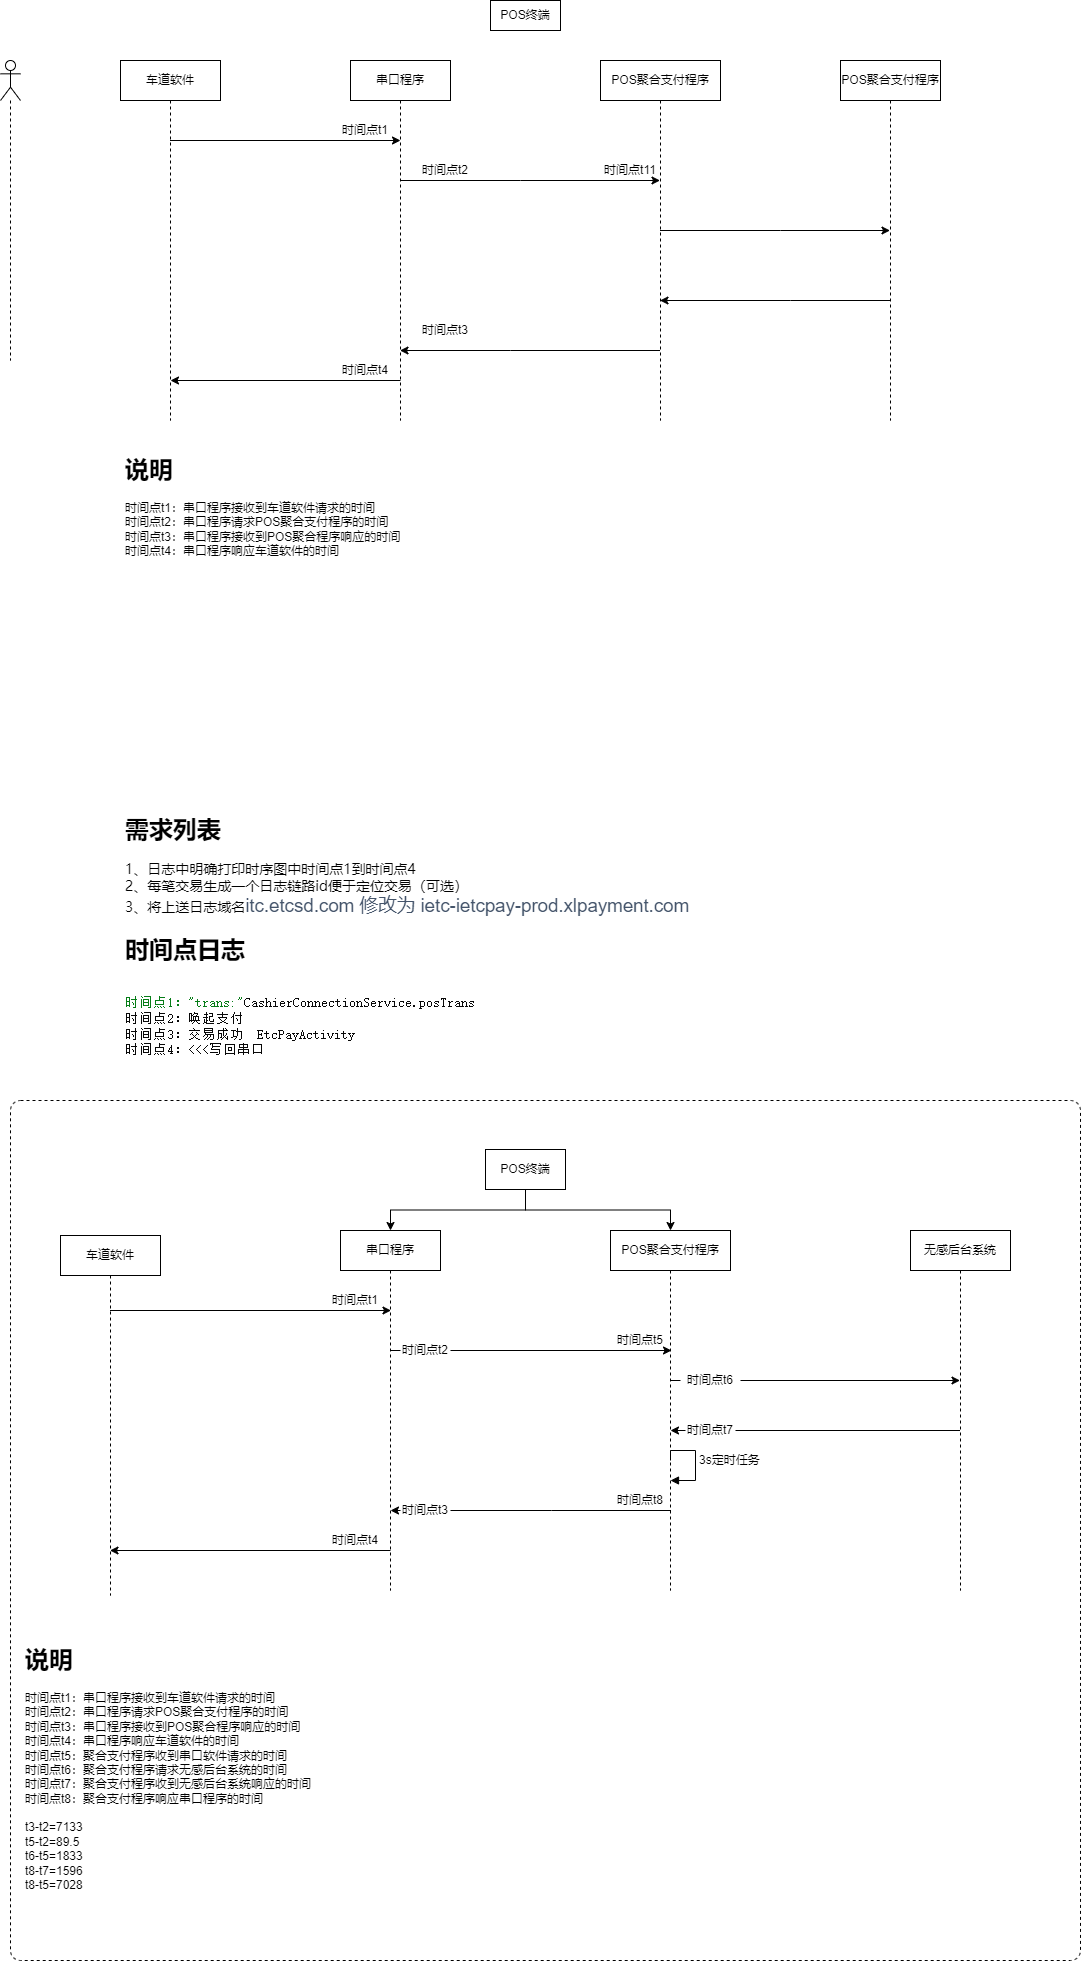 POS终端
车道软件
串口程序
POS聚合支付程序
POS聚合支付程序
时间点t1
时间点t2
时间点t11
时间点t3
时间点t4
说明
时间点t1：串口程序接收到车道软件请求的时间
时间点t2：串口程序请求POS聚合支付程序的时间
时间点t3：串口程序接收到POS聚合程序响应的时间
时间点t4：串口程序响应车道软件的时间
需求列表
1、日志中明确打印时序图中时间点1到时间点4
2、每笔交易生成一个日志链路id便于定位交易（可选）
3、将上送日志域名itc.etcsd.com 修改为 ietc-ietcpay-prod.xlpayment.com
时间点日志
时间点1："trans:"CashierConnectionService.posTrans
时间点2：唤起支付
时间点3：交易成功 EtcPayActivity
时间点4：<<<写回串口
POS终端
车道软件
串口程序
POS聚合支付程序
无感后台系统
时间点t1
时间点t5
时间点t2
时间点t6
时间点t7
3s定时任务
时间点t8
时间点t3
时间点t4
说明
时间点t1：串口程序接收到车道软件请求的时间
时间点t2：串口程序请求POS聚合支付程序的时间
时间点t3：串口程序接收到POS聚合程序响应的时间
时间点t4：串口程序响应车道软件的时间
时间点t5：聚合支付程序收到串口软件请求的时间
时间点t6：聚合支付程序请求无感后台系统的时间
时间点t7：聚合支付程序收到无感后台系统响应的时间
时间点t8：聚合支付程序响应串口程序的时间
t3-t2=7133
t5-t2=89.5
t6-t5=1833
t8-t7=1596
t8-t5=7028